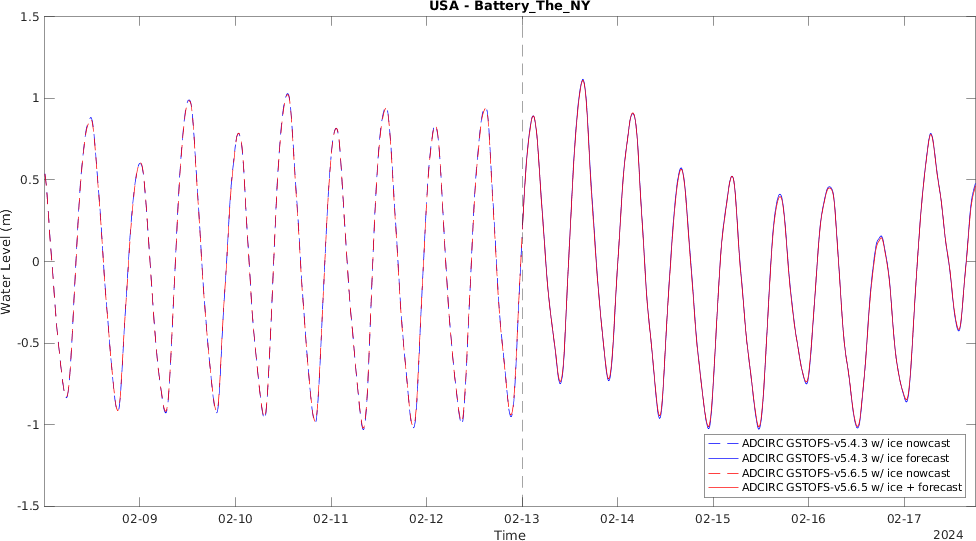 USA - Battery_The_NY
1.5
1
0.5
0
-0.5
-1
-1.5
Water Level (m)
ADCIRC GSTOFS-v5.4.3 w/ ice nowcast
ADCIRC GSTOFS-v5.4.3 w/ ice forecast
ADCIRC GSTOFS-v5.6.5 w/ ice nowcast
ADCIRC GSTOFS-v5.6.5 w/ ice + forecast
02-09 02-10 02-11 02-12 02-13 02-14 02-15 02-16 02-17
Time
2024